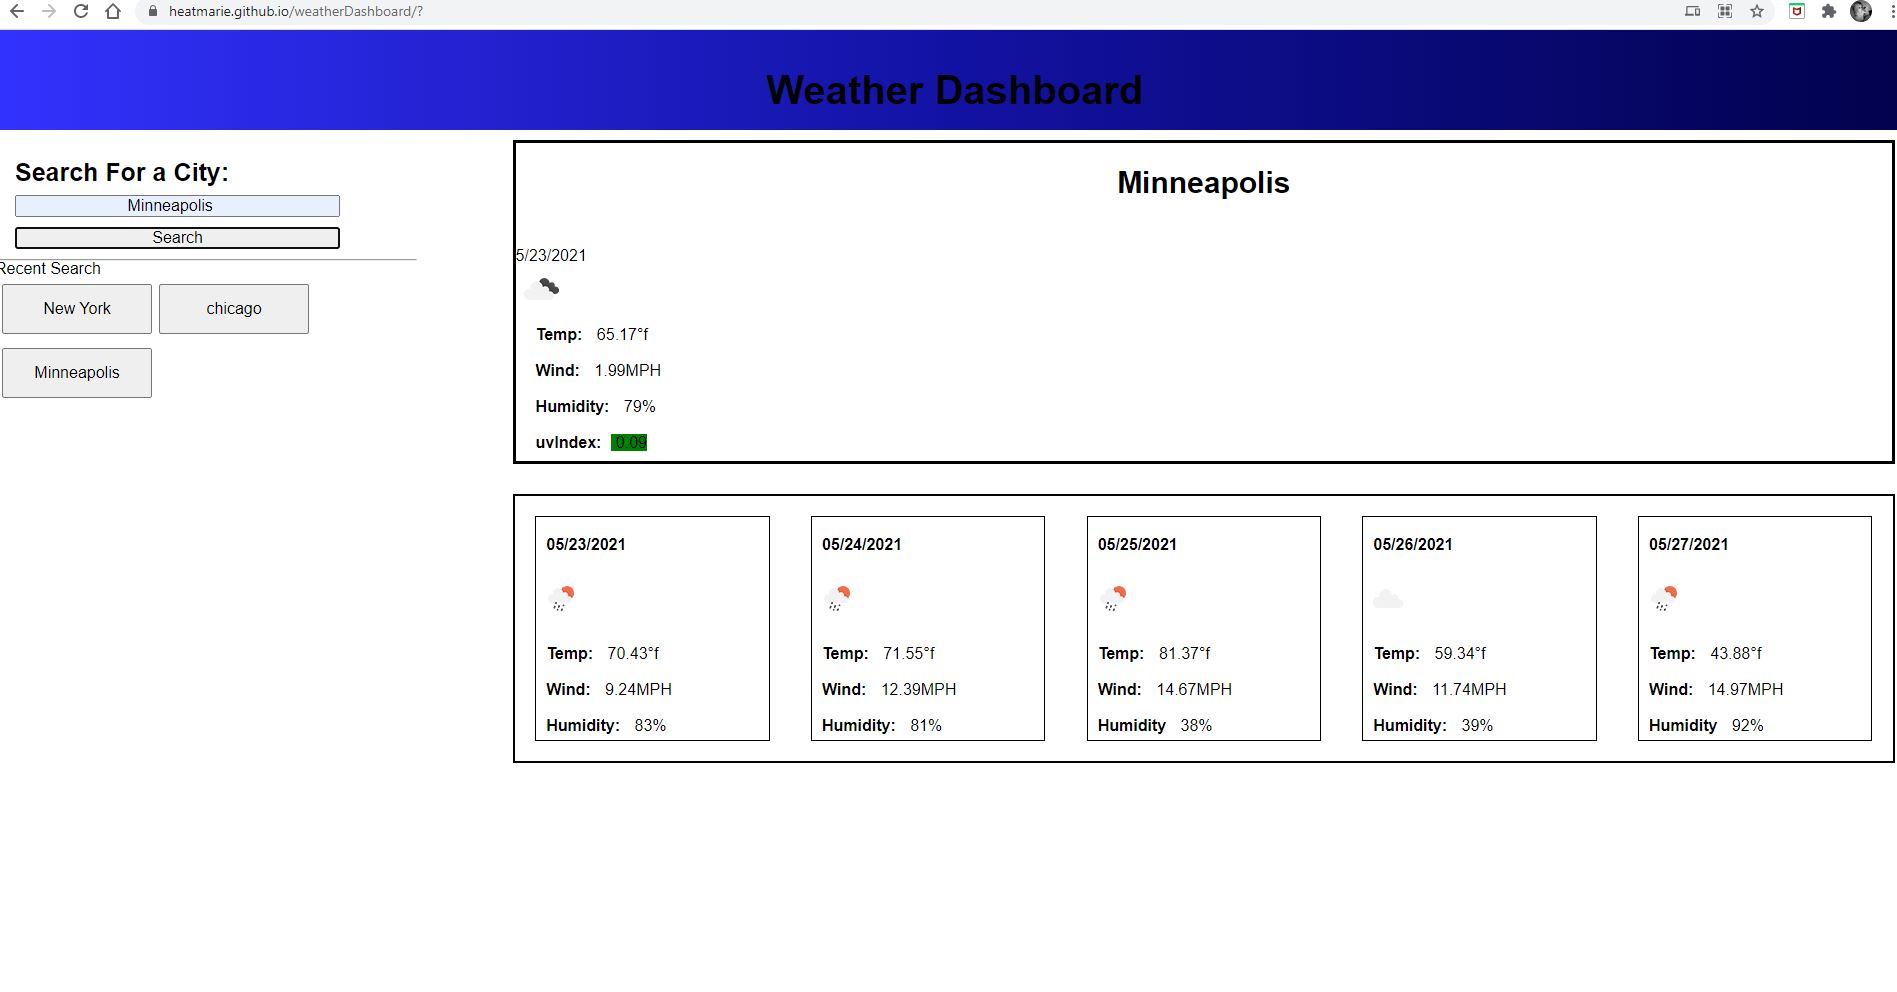 heatmarie.github.io/weatherDashboard/?
Weather Dashboard
Search For a City:
Minneapolis
Search
Recent Search
New York
chicago
Minneapolis
Minneapolis
5/23/2021
Temp: 65.17°f
Wind: 1.99MPH
Humidity: 79%
uvIndex: 0.09
05/23/2021
Temp: 70.43°f
Wind: 9.24MPH
Humidity: 83%
05/24/2021
Temp: 71.55°f
Wind: 12.39MPH
Humidity: 81%
05/25/2021
Temp: 81.37°f
Wind: 14.67MPH
Humidity 38%
05/26/2021
Temp: 59.34°f
Wind: 11.74MPH
Humidity: 39%
05/27/2021
Temp: 43.88°f
Wind: 14.97MPH
Humidity 92%